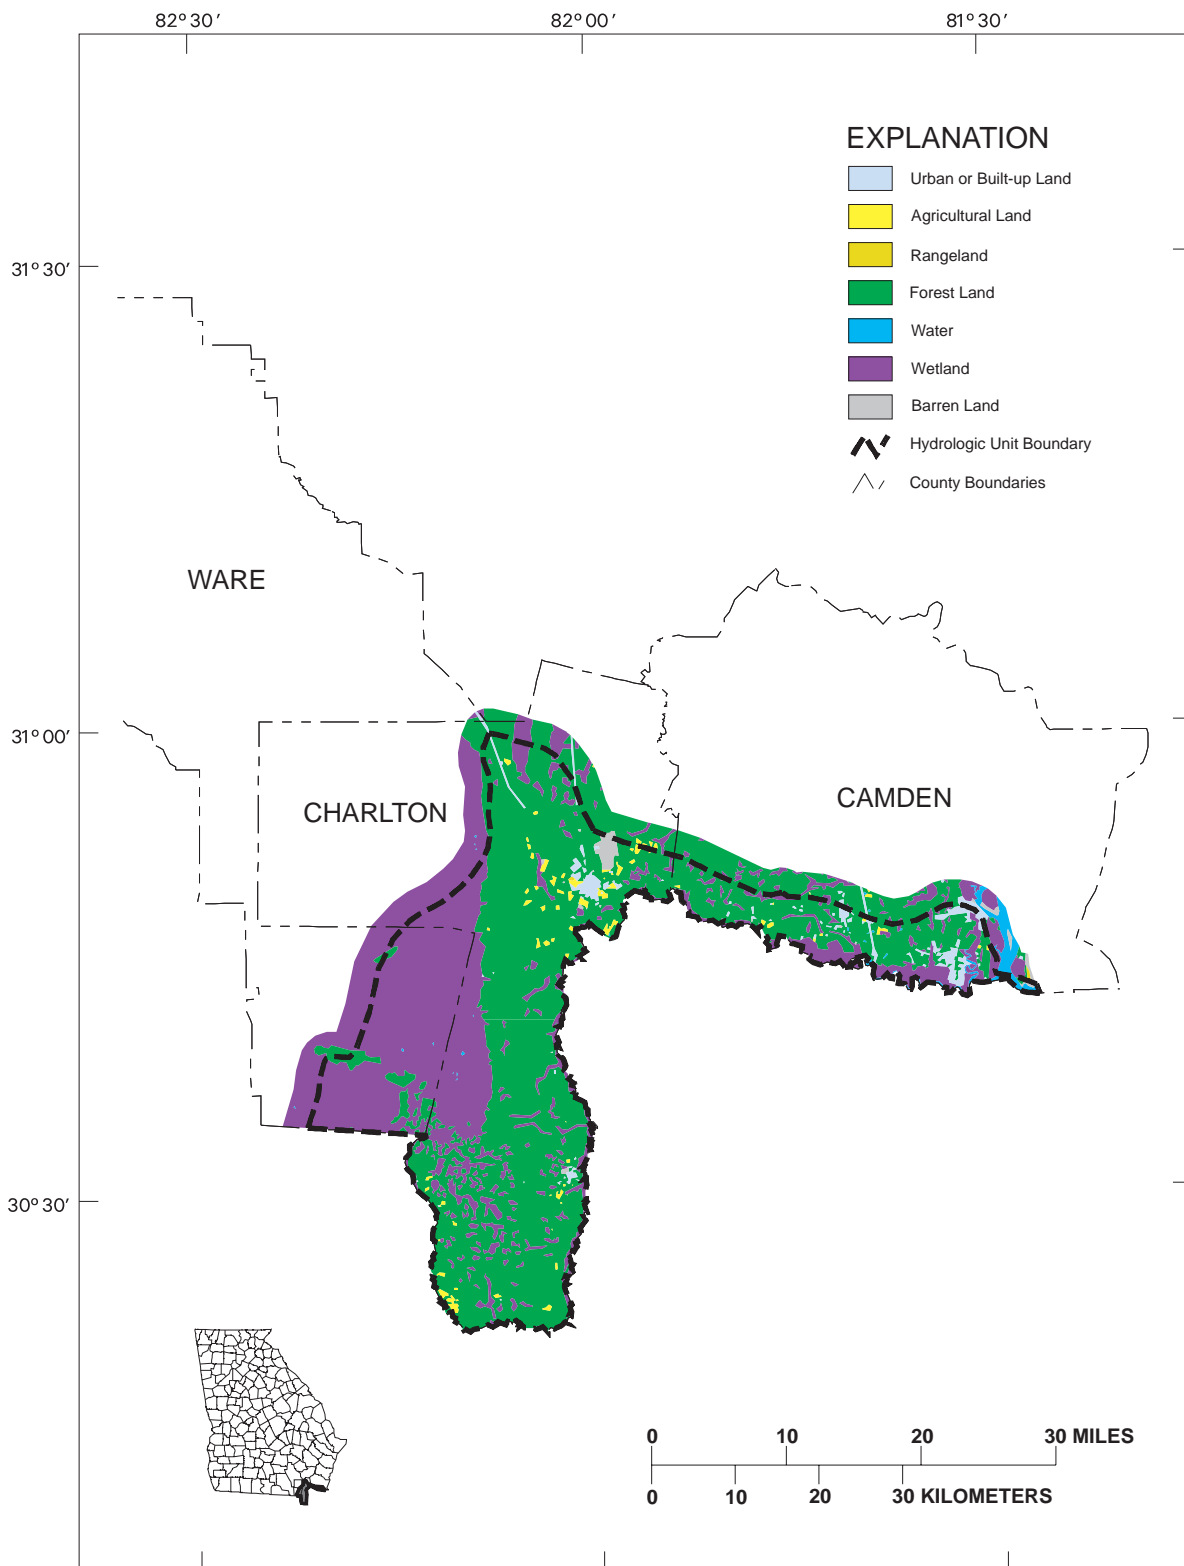 82° 30′ 82° 00′ 81° 30′
EXPLANATION
Urban or Built-up Land
Agricultural Land
Rangeland
Forest Land
Water
Wetland
Barren Land
Hydrologic Unit Boundary
County Boundaries
31° 30′
WARE
31° 00′
CHARLTON
CAMDEN
30° 30′
0 10 20 30 MILES
0 10 20 30 KILOMETERS